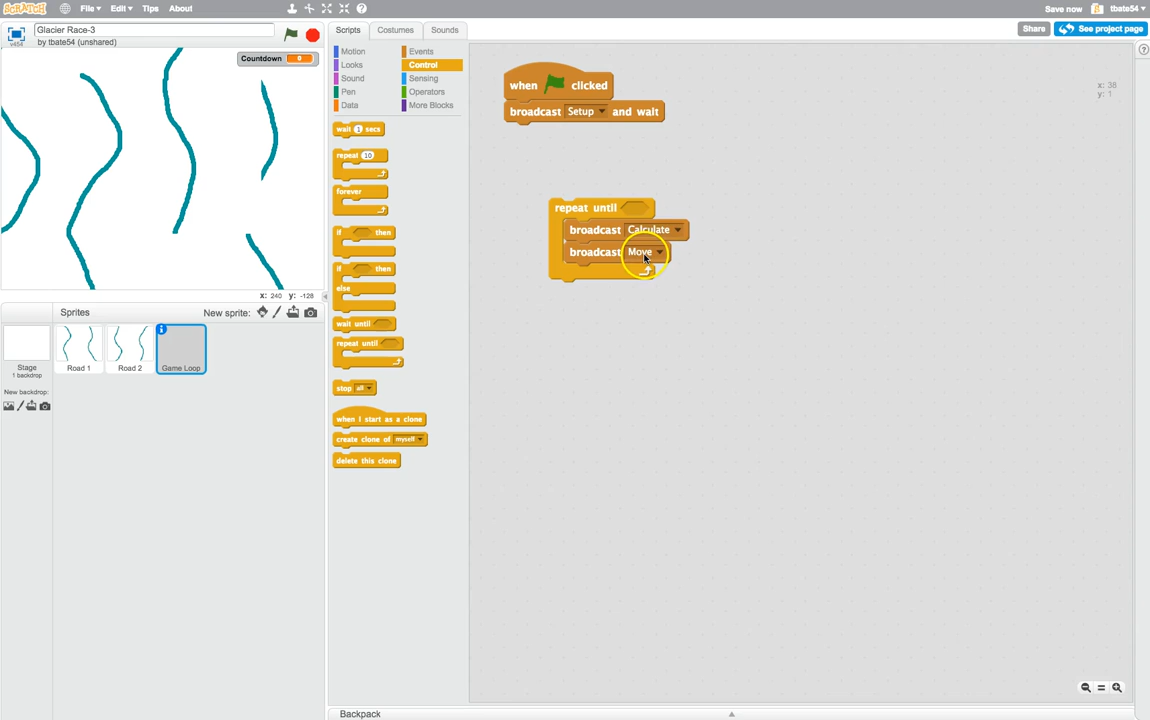 SCRATCH File Edit Tips About Save now tbate54
v454 Glacier Race-3
by tbate54 (unshared)
Scripts Costumes Sounds
Share See project page
Countdown 0
Motion Events
Looks Control
Sound Sensing
Pen Operators
Data More Blocks
wait 1 secs
repeat 10
forever
if then
if then
else
wait until
repeat until
stop all
when I start as a clone
create clone of myself
delete this clone
when clicked
broadcast Setup and wait
repeat until
broadcast Calculate
broadcast Move
x: 38
y: 1
X: 240 y: -128
Sprites New sprite:
Stage
1 backdrop
Road 1 Road 2 Game Loop
New backdrop:
Backpack